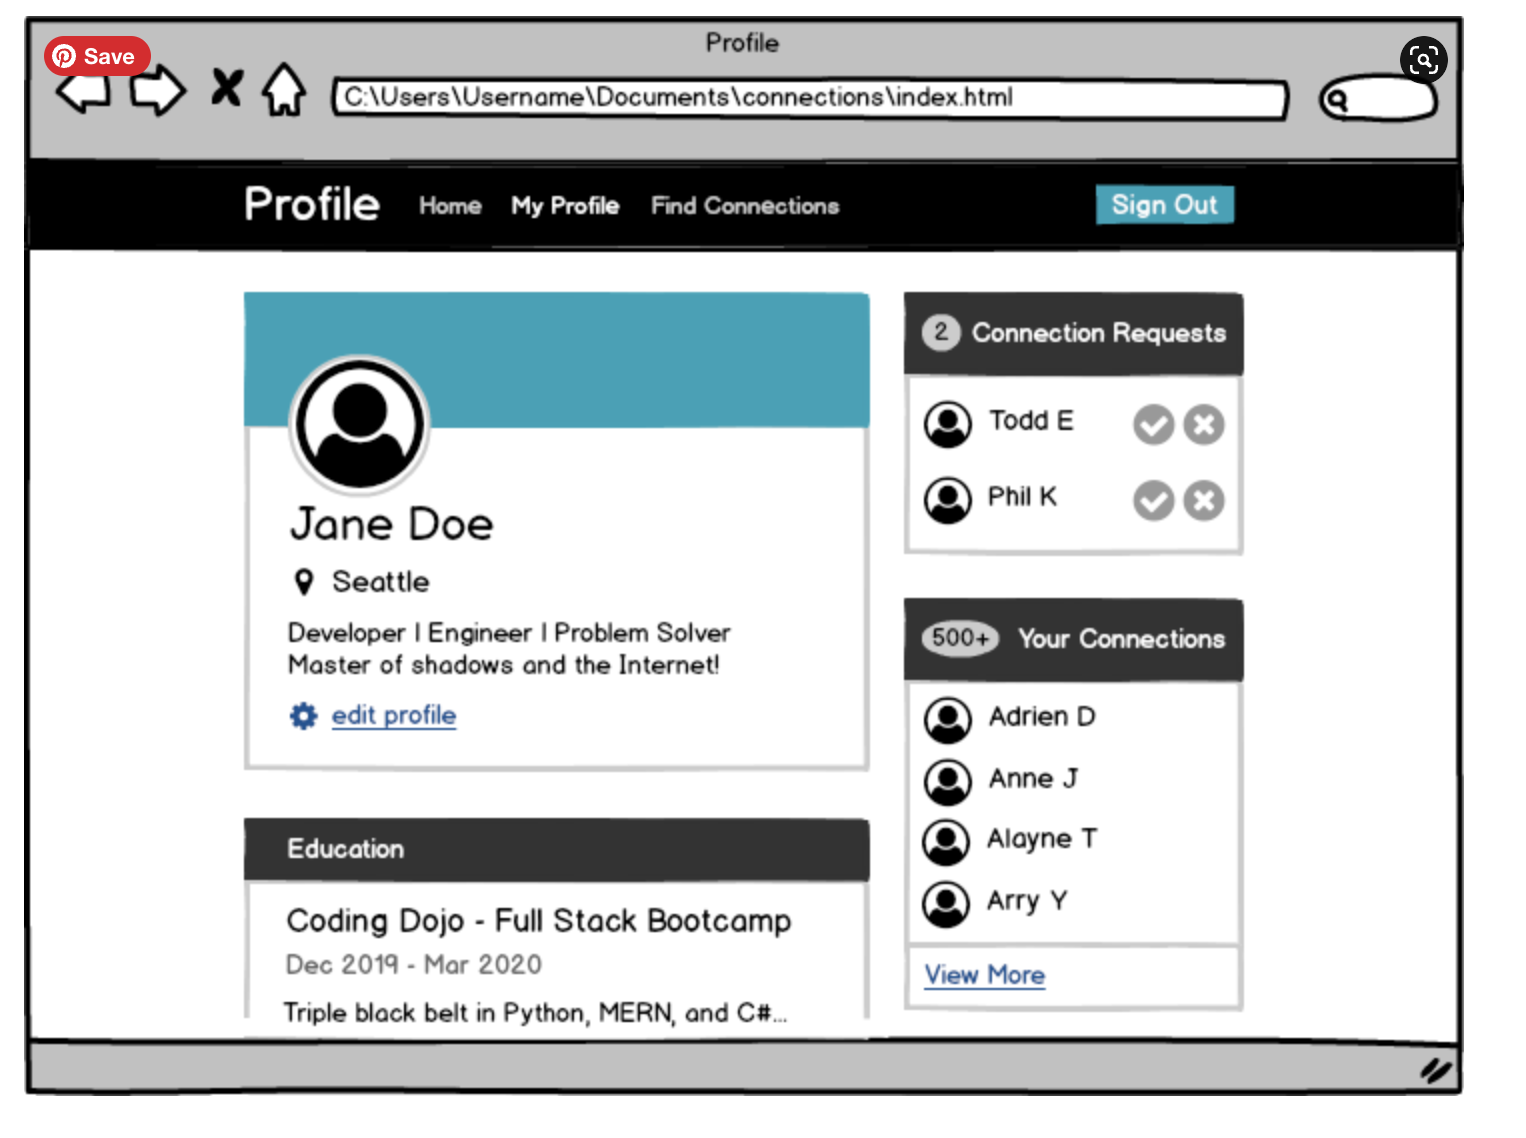 Profile
Save
C:\Users\Username\Documents\connections\index.html
Profile
Home
My Profile
Find Connections
Sign Out
Jane Doe
Seattle
Developer | Engineer | Problem Solver
Master of shadows and the Internet!
edit profile
Education
Coding Dojo - Full Stack Bootcamp
Dec 2019 - Mar 2020
Triple black belt in Python, MERN, and C#...
2 Connection Requests
Todd E
Phil K
500+ Your Connections
Adrien D
Anne J
Alayne T
Arry Y
View More